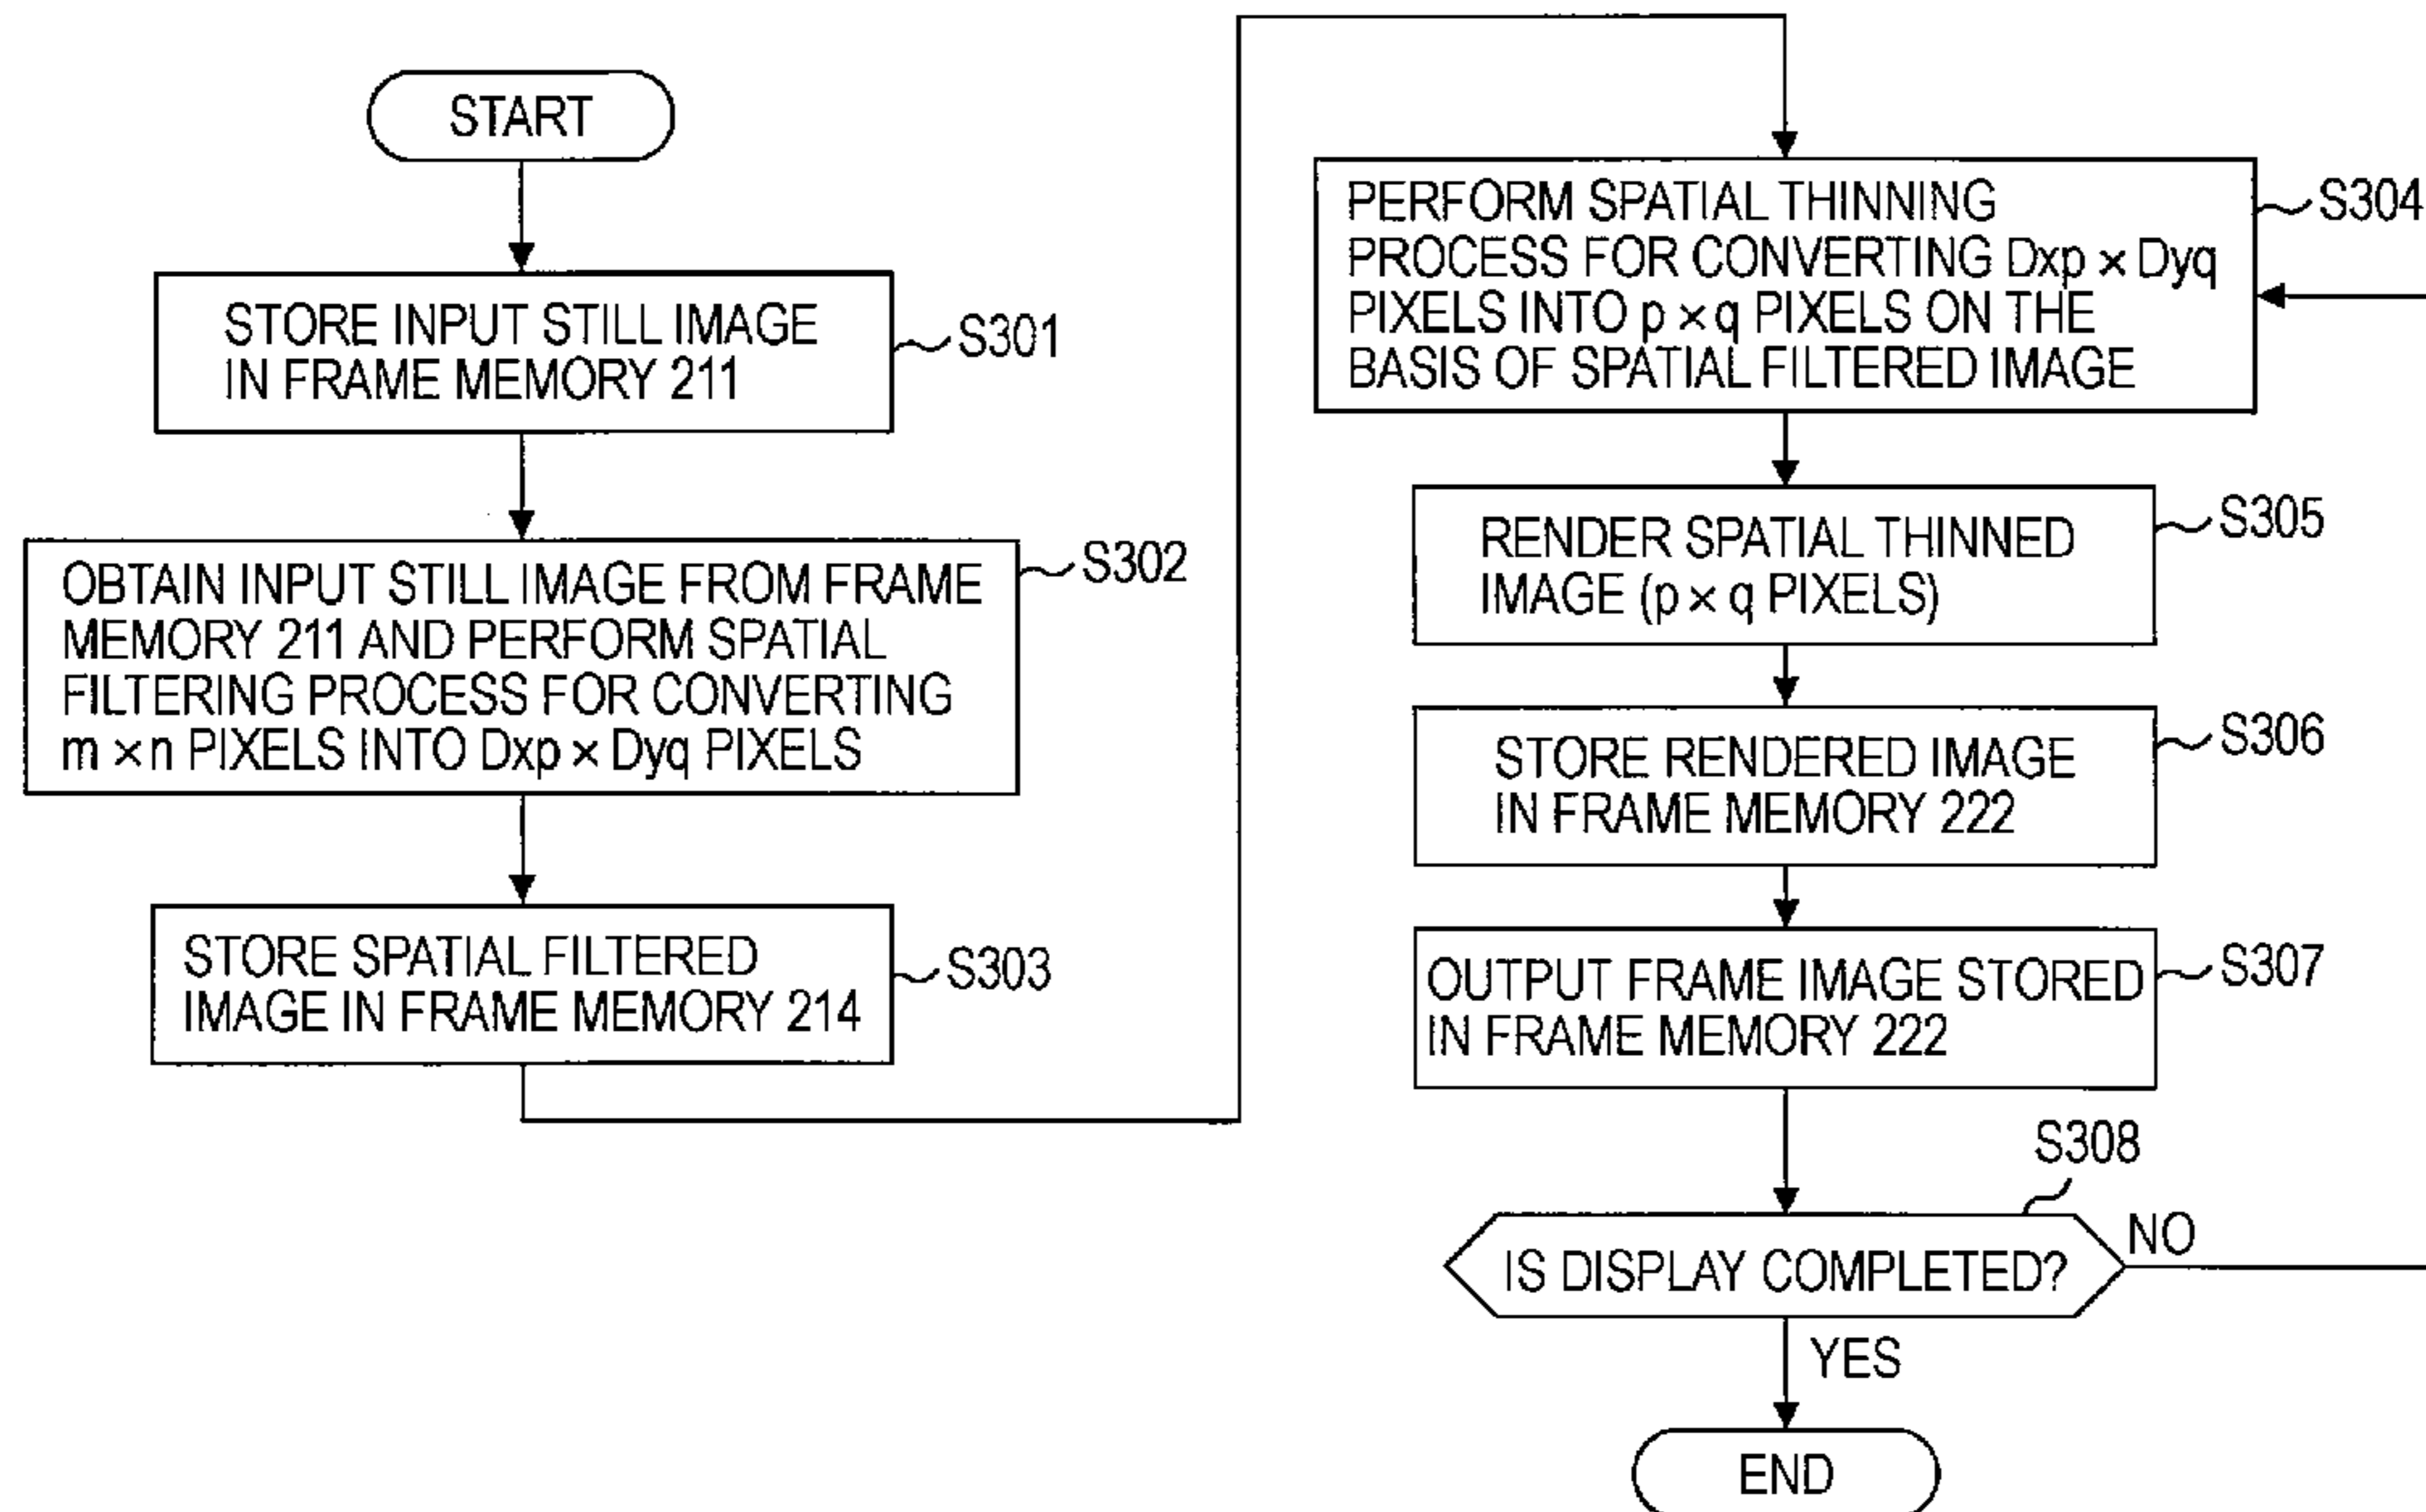 START
STORE INPUT STILL IMAGE
IN FRAME MEMORY 211
S301
OBTAIN INPUT STILL IMAGE FROM FRAME
MEMORY 211 AND PERFORM SPATIAL
FILTERING PROCESS FOR CONVERTING
m × n PIXELS INTO Dxp × Dyq PIXELS
S302
STORE SPATIAL FILTERED
IMAGE IN FRAME MEMORY 214
S303
PERFORM SPATIAL THINNING
PROCESS FOR CONVERTING Dxp × Dyq
PIXELS INTO p × q PIXELS ON THE
BASIS OF SPATIAL FILTERED IMAGE
S304
RENDER SPATIAL THINNED
IMAGE (p × q PIXELS)
S305
STORE RENDERED IMAGE
IN FRAME MEMORY 222
S306
OUTPUT FRAME IMAGE STORED
IN FRAME MEMORY 222
S307
S308
IS DISPLAY COMPLETED?
NO
YES
END